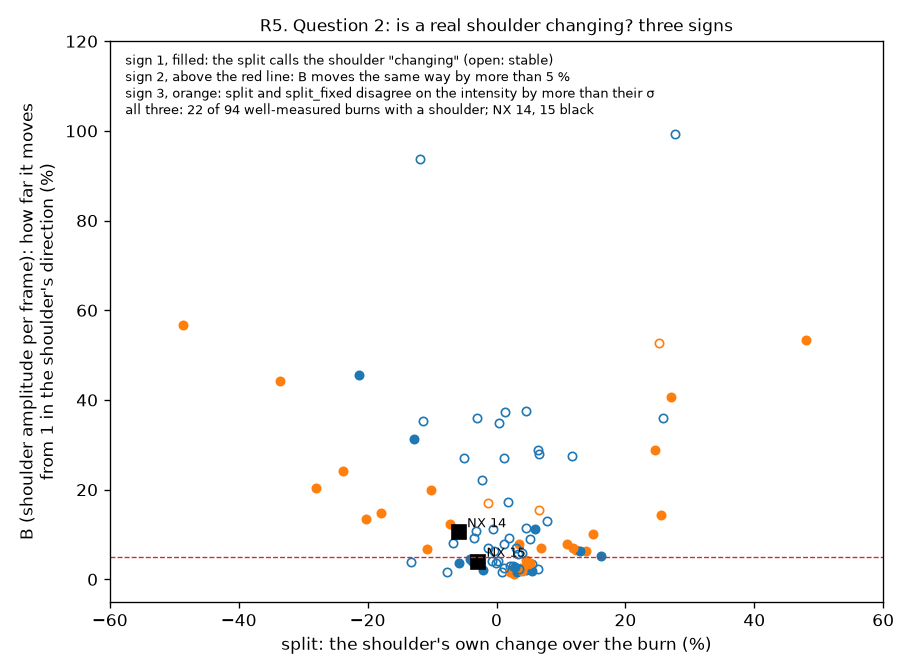 R5. Question 2: is a real shoulder changing? three signs
sign 1, filled: the split calls the shoulder "changing" (open: stable)
sign 2, above the red line: B moves the same way by more than 5 %
sign 3, orange: split and split_fixed disagree on the intensity by more than their σ
all three: 22 of 94 well-measured burns with a shoulder; NX 14, 15 black
B (shoulder amplitude per frame): how far it moves
from 1 in the shoulder's direction (%)
120
100
80
60
40
20
0
NX 14
NX 15
−60
−40
−20
0
20
40
60
split: the shoulder's own change over the burn (%)